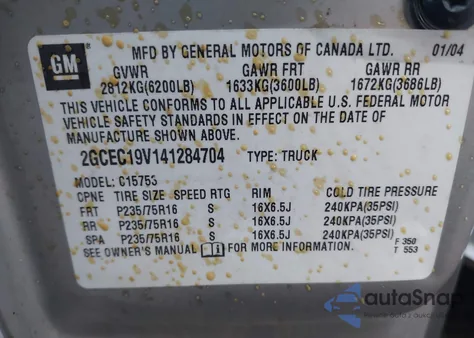 GM
MFD BY GENERAL MOTORS OF CANADA LTD. 01/04
GVWR GAWR FRT GAWR RR
2812KG(6200LB) 1633KG(3600LB) 1672KG(3686LB)
THIS VEHICLE CONFORMS TO ALL APPLICABLE U.S. FEDERAL MOTOR
VEHICLE SAFETY STANDARDS IN EFFECT ON THE DATE OF
MANUFACTURE SHOWN ABOVE.
2GCEC19V141284704 TYPE: TRUCK
MODEL: C15753
CPNE TIRE SIZE SPEED RTG RIM COLD TIRE PRESSURE
FRT P235/75R16 S 16X6.5J 240KPA(35PSI)
RR P235/75R16 S 16X6.5J 240KPA(35PSI)
SPA P235/75R16 S 16X6.5J 240KPA(35PSI)
SEE OWNER'S MANUAL FOR MORE INFORMATION. F 350
T 553
autoSnap